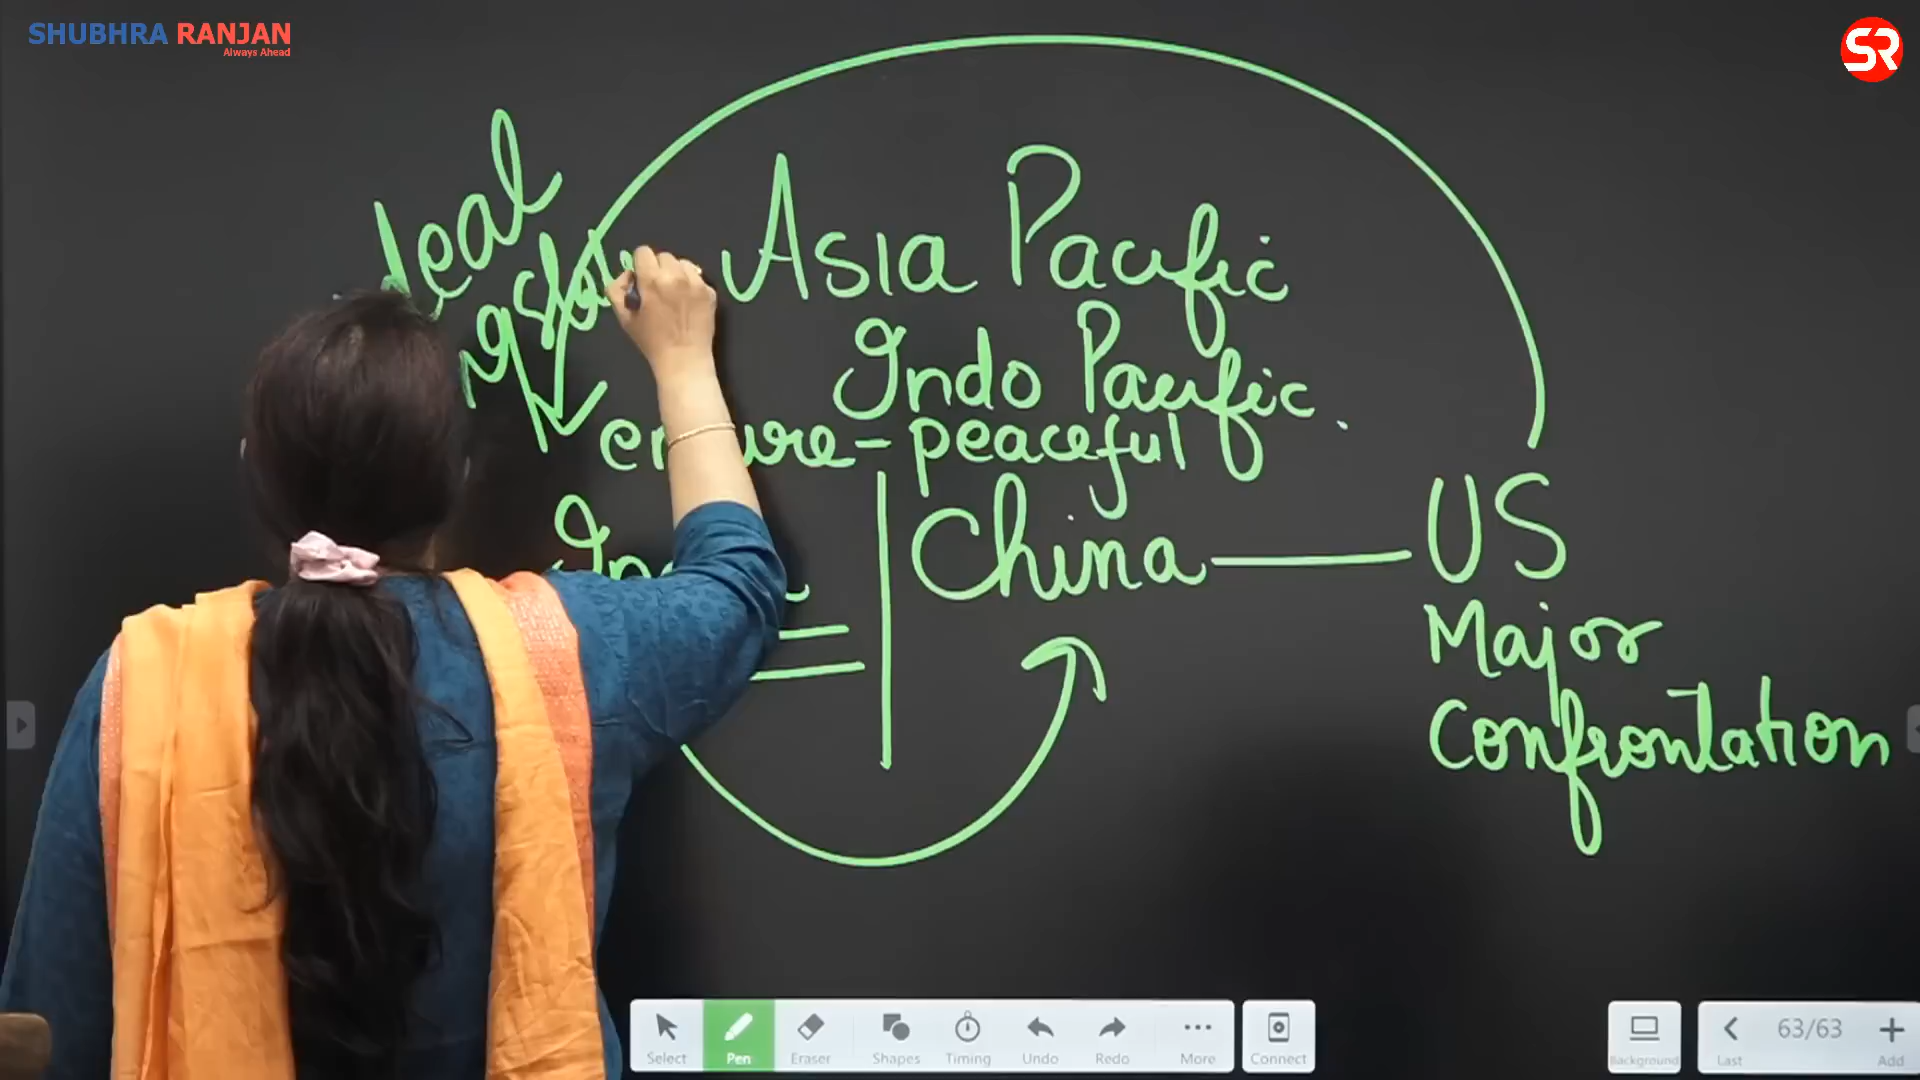 SHUBHRA RANJAN
Always Ahead
SR
deal
Asia Pacific
Indo Pacific.
peaceful
China — US
Major
Confrontation
Select
Pen
Eraser
Shapes
Timing
Undo
Redo
More
Connect
Background
63/63
Last
Add